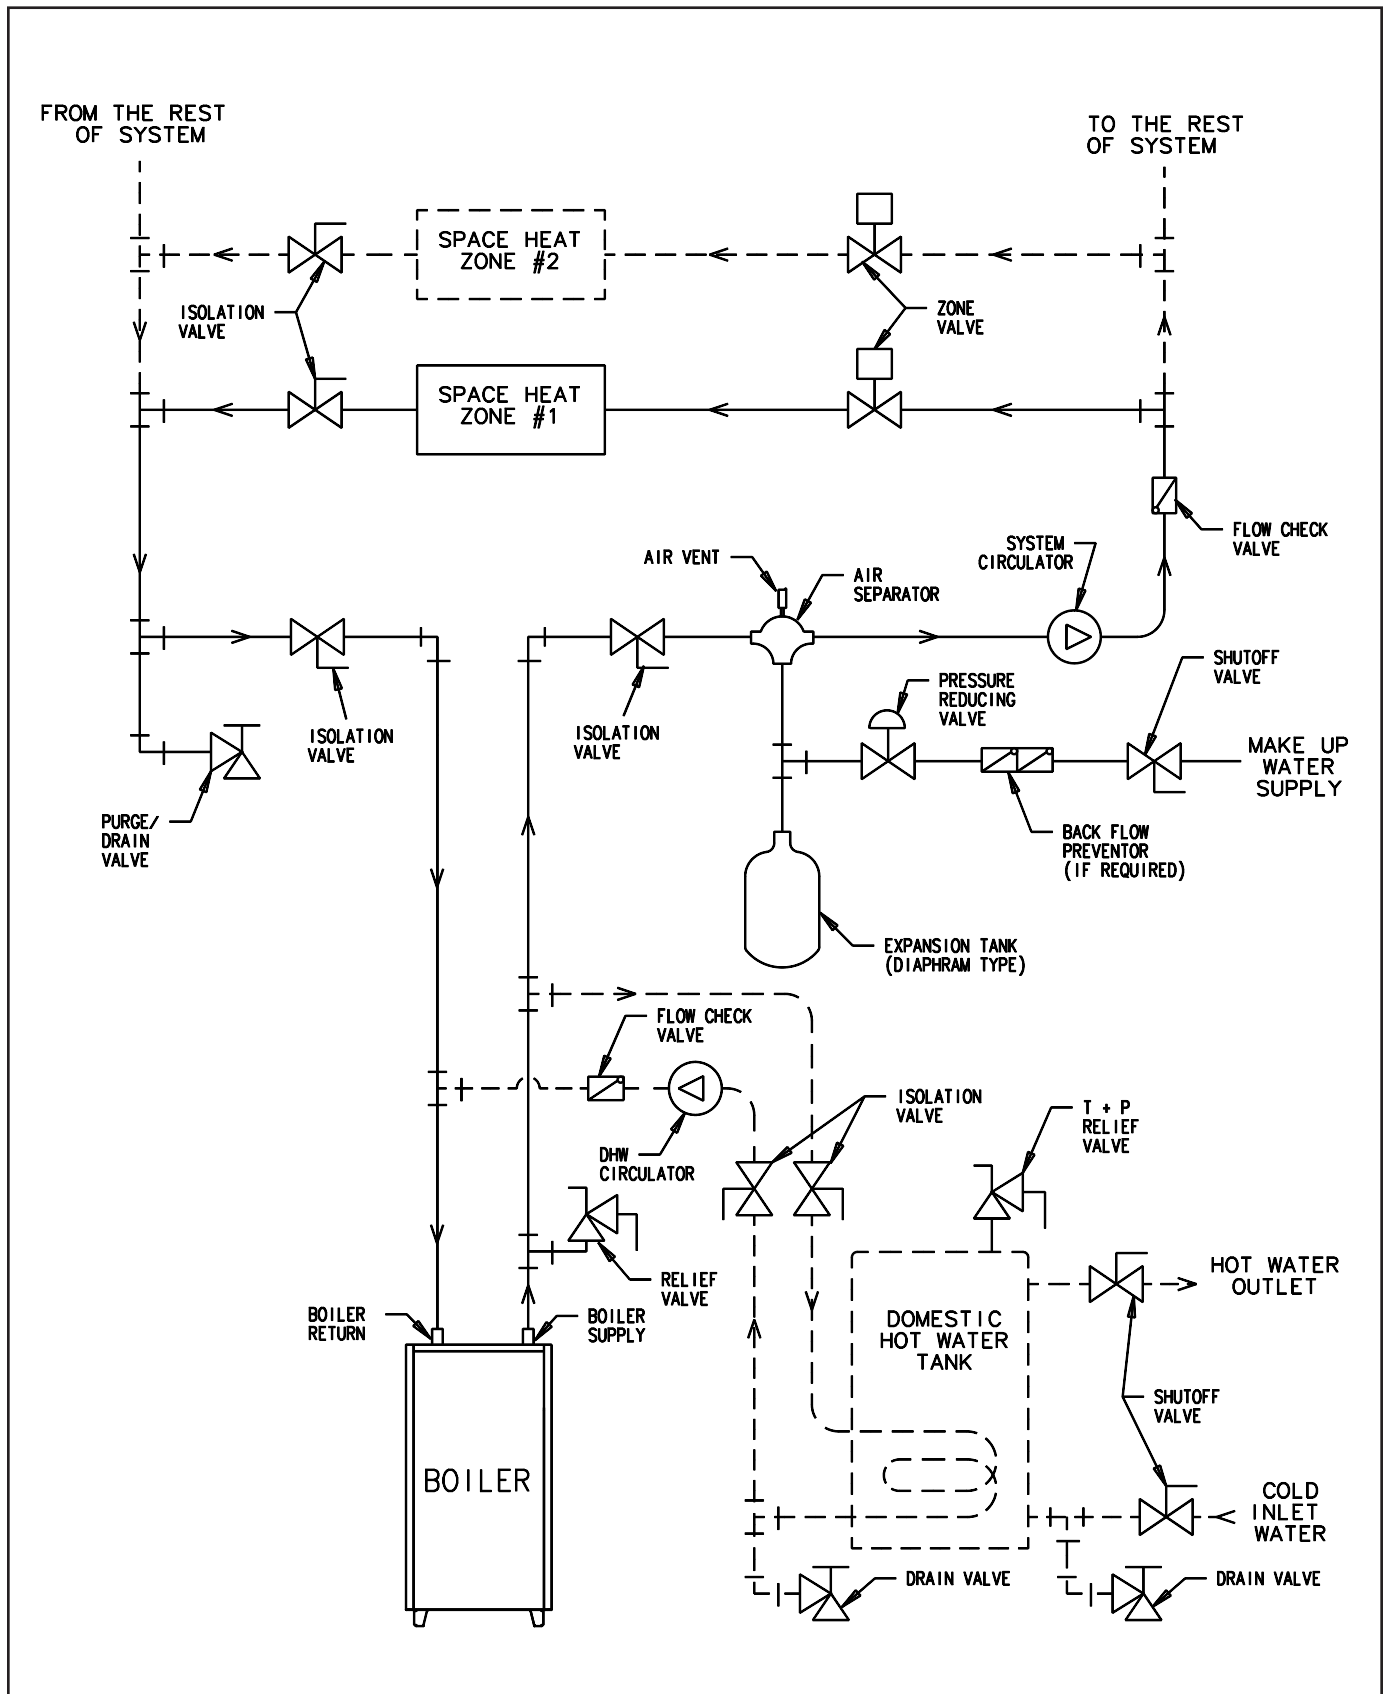 FROM THE REST
OF SYSTEM
TO THE REST
OF SYSTEM
SPACE HEAT
ZONE #2
ISOLATION
VALVE
ZONE
VALVE
SPACE HEAT
ZONE #1
FLOW CHECK
VALVE
SYSTEM
CIRCULATOR
AIR VENT
AIR
SEPARATOR
SHUTOFF
VALVE
PRESSURE
REDUCING
VALVE
ISOLATION
VALVE
ISOLATION
VALVE
MAKE UP
WATER
SUPPLY
PURGE/
DRAIN
VALVE
BACK FLOW
PREVENTOR
(IF REQUIRED)
EXPANSION TANK
(DIAPHRAM TYPE)
FLOW CHECK
VALVE
ISOLATION
VALVE
T + P
RELIEF
VALVE
DHW
CIRCULATOR
RELIEF
VALVE
HOT WATER
OUTLET
BOILER
RETURN
BOILER
SUPPLY
DOMESTIC
HOT WATER
TANK
SHUTOFF
VALVE
BOILER
COLD
INLET
WATER
DRAIN VALVE
DRAIN VALVE